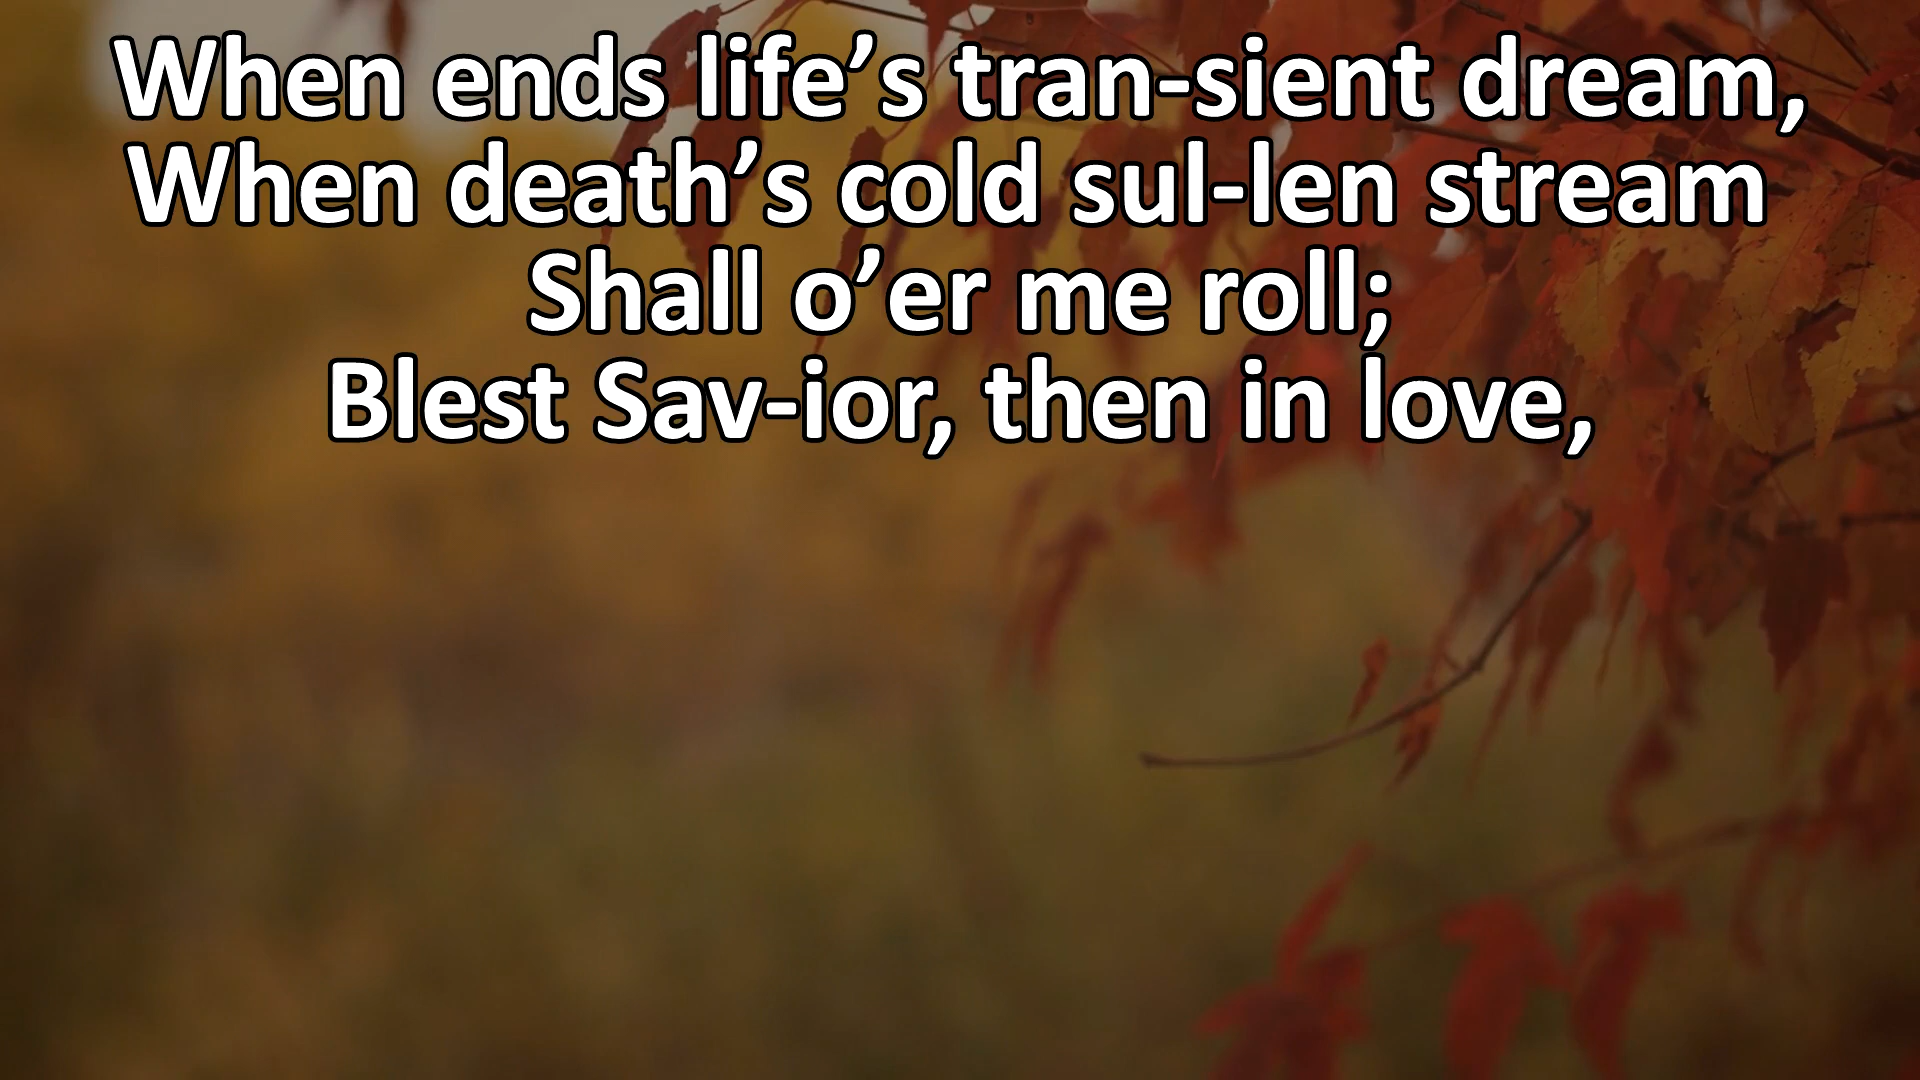 When ends life’s tran-sient dream,
When death’s cold sul-len stream
Shall o’er me roll;
Blest Sav-ior, then in love,